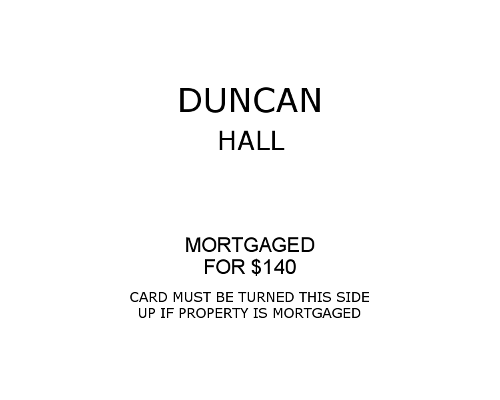 DUNCAN
HALL
MORTGAGED
FOR $140
CARD MUST BE TURNED THIS SIDE
UP IF PROPERTY IS MORTGAGED